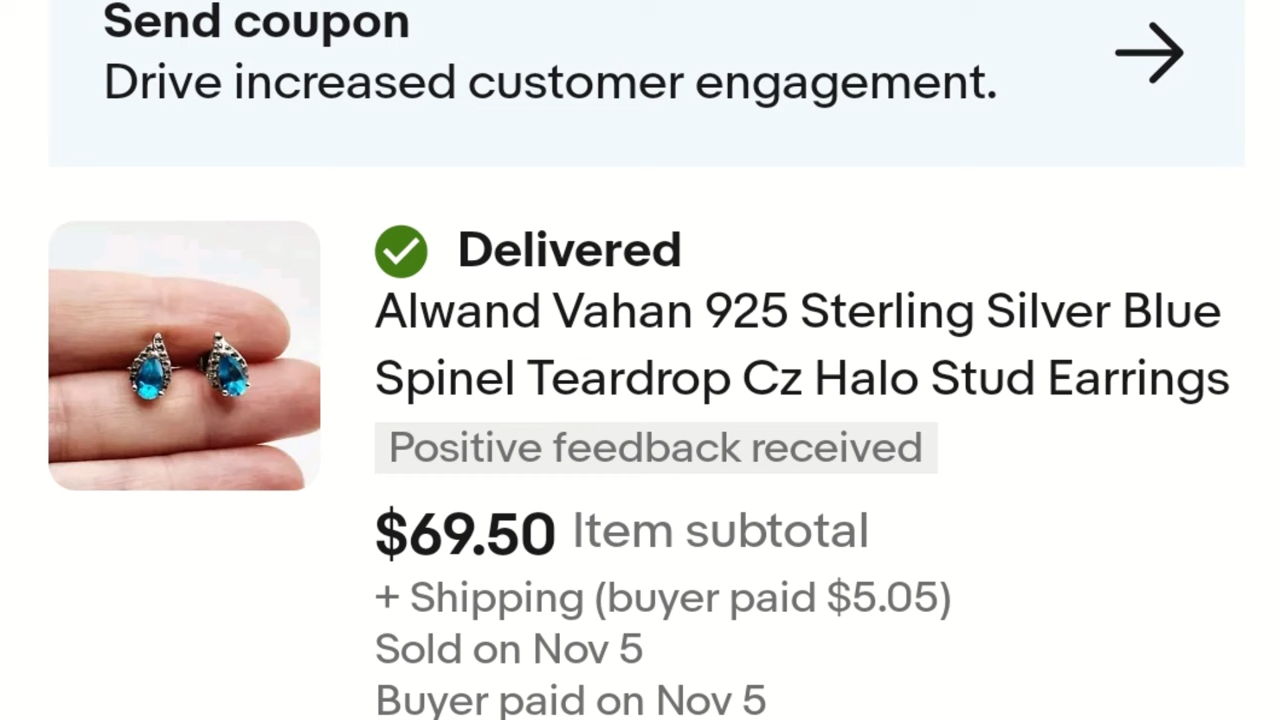 Send coupon
Drive increased customer engagement.
Delivered
Alwand Vahan 925 Sterling Silver Blue
Spinel Teardrop Cz Halo Stud Earrings
Positive feedback received
$69.50 Item subtotal
+ Shipping (buyer paid $5.05)
Sold on Nov 5
Buyer paid on Nov 5